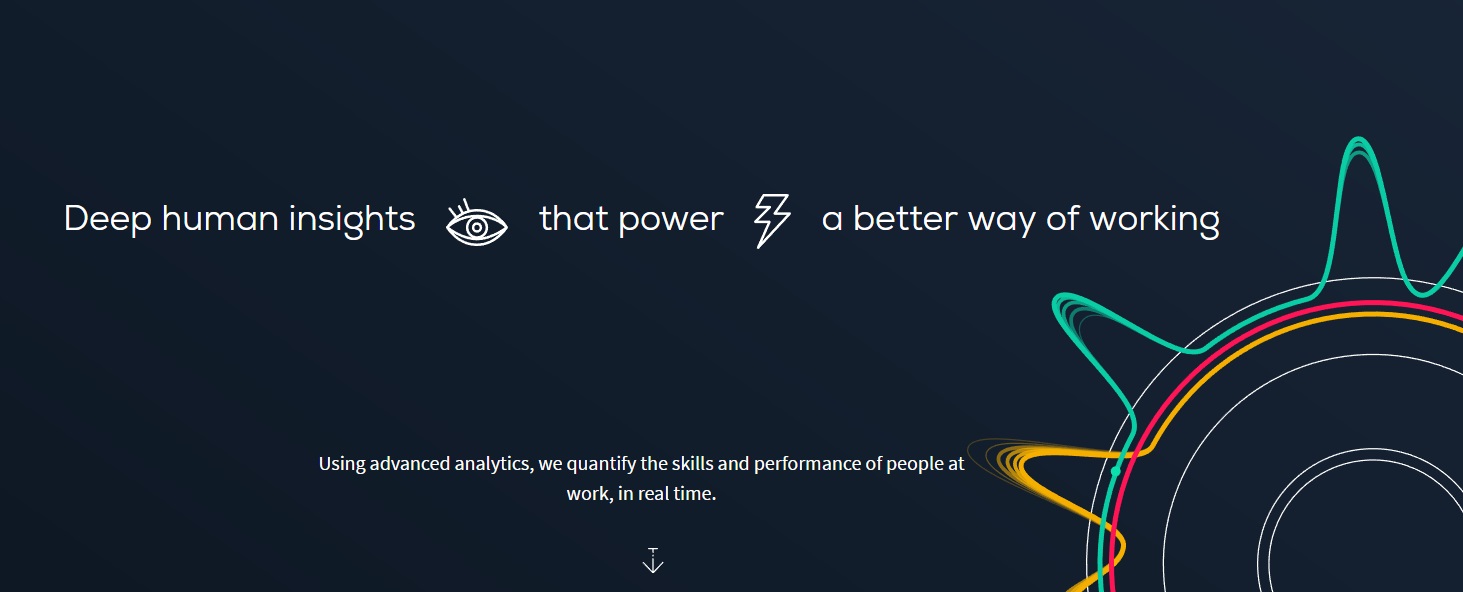 Deep human insights that power a better way of working
Using advanced analytics, we quantify the skills and performance of people at
work, in real time.